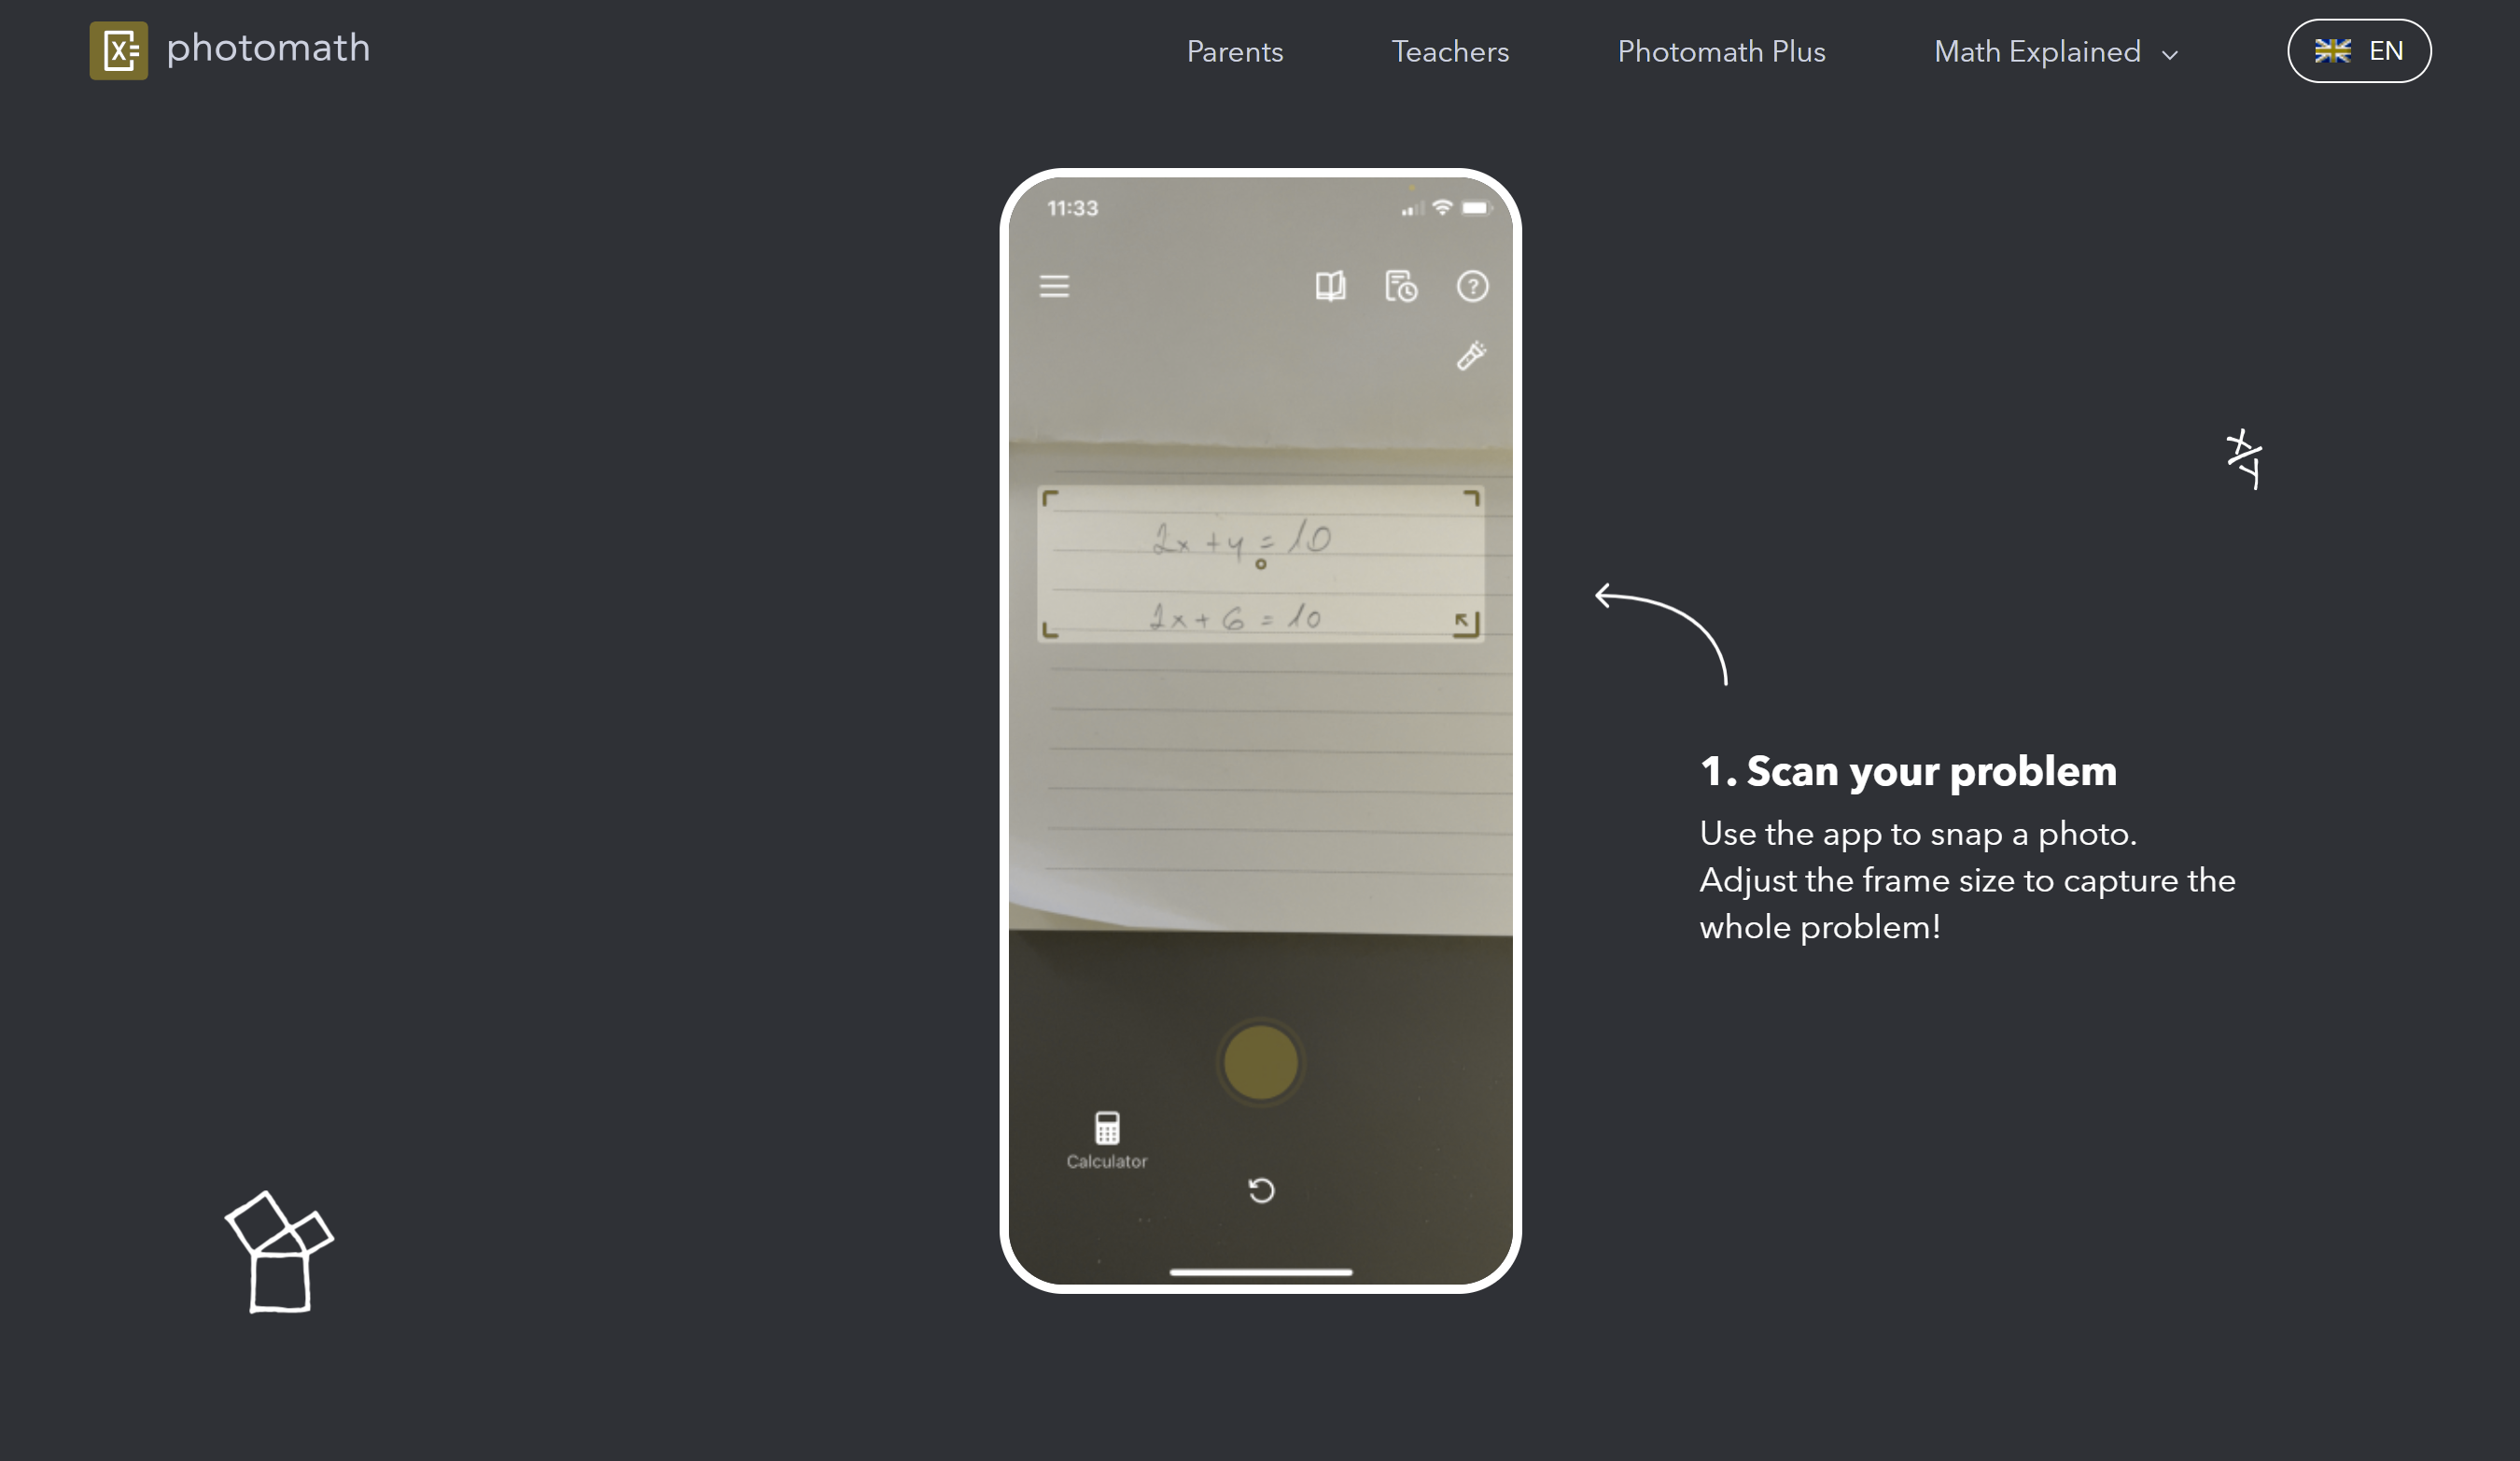 photomath
Parents
Teachers
Photomath Plus
Math Explained
EN
11:33
2x + y = 10
2x + 6 = 10
Calculator
1. Scan your problem
Use the app to snap a photo.
Adjust the frame size to capture the
whole problem!